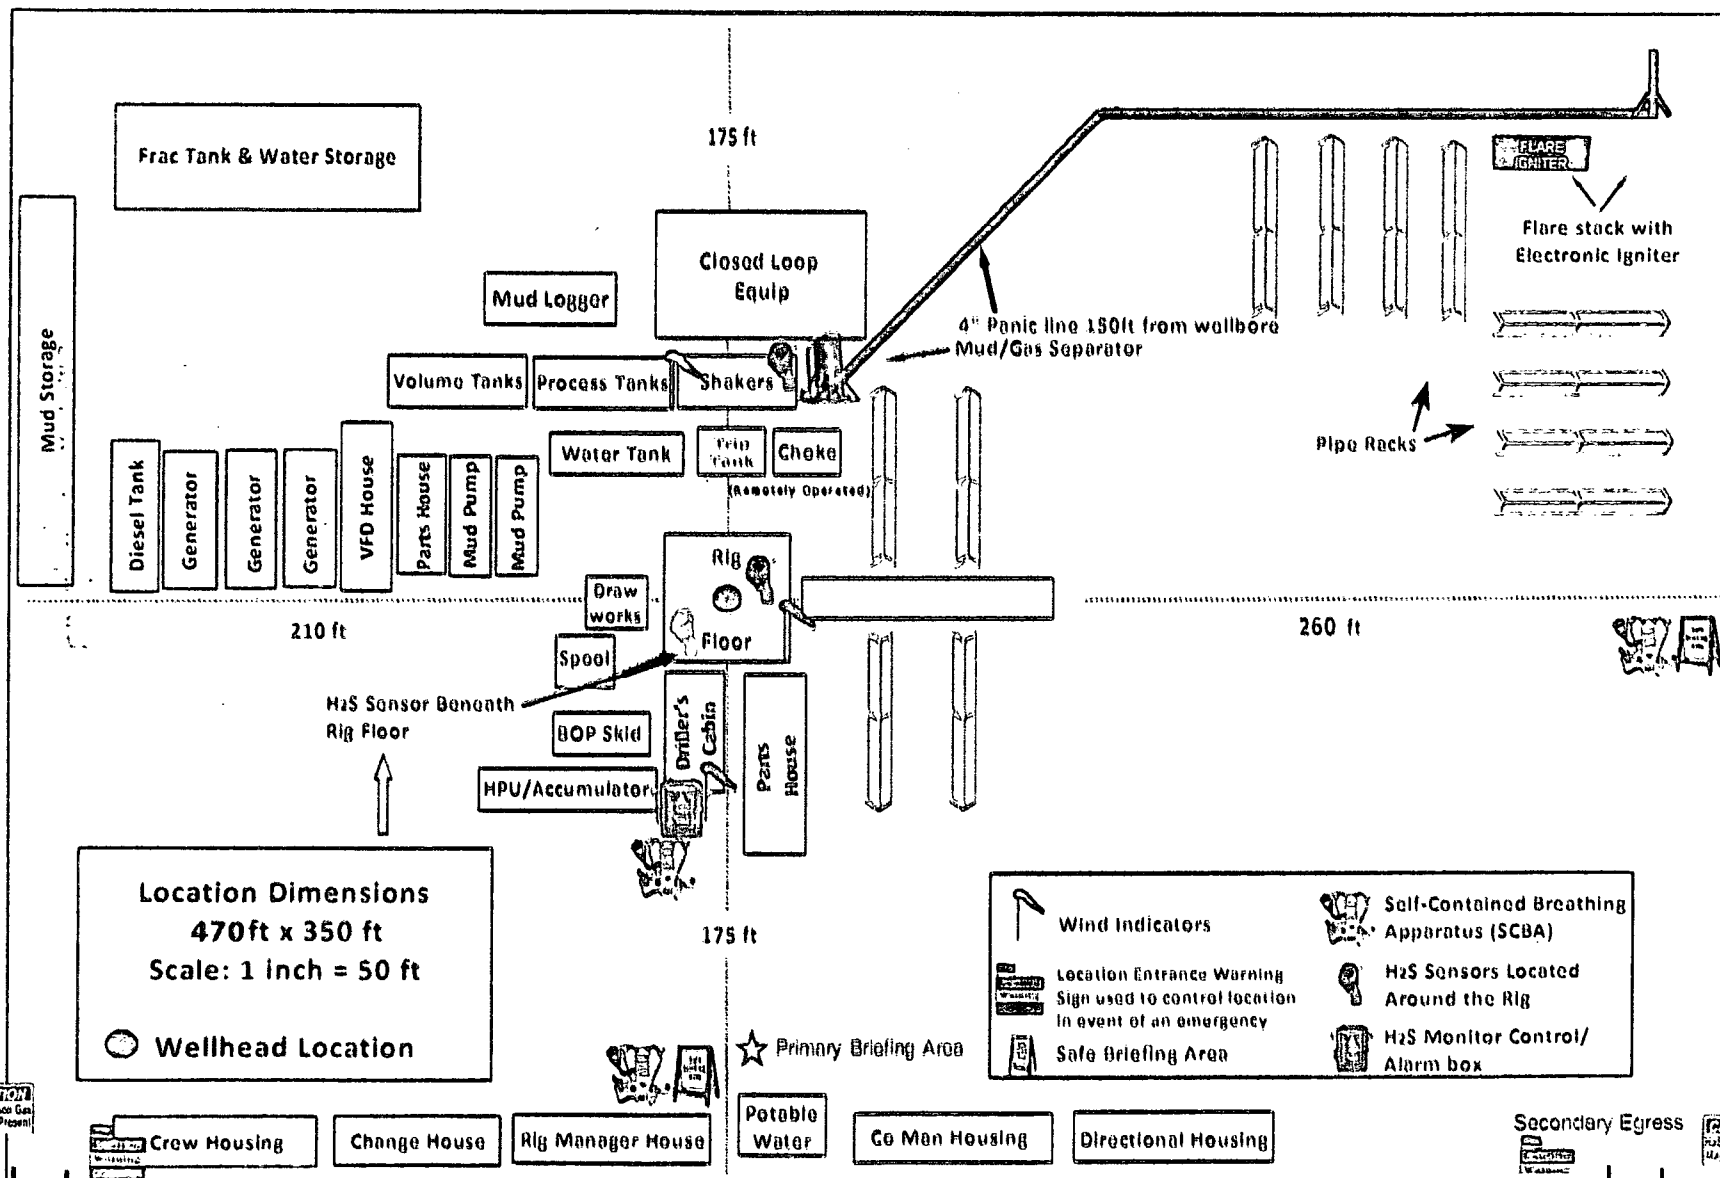 175 ft
Frac Tank & Water Storage
FLARE
IGNITER
Flare stack with
Electronic Igniter
Closed Loop
Equip
Mud Logger
4" Panic line 150ft from wellbore
Mud/Gas Separator
Mud Storage
Volume Tanks
Process Tanks
Shakers
Pipe Racks
Water Tank
Trip
Tank
Choke
(Remotely Operated)
Diesel Tank
Generator
Generator
Generator
VFD House
Parts House
Mud Pump
Mud Pump
Rig
Floor
Draw
works
210 ft
260 ft
Spool
H2S Sensor Beneath
Rig Floor
BOP Skid
Driller's
Cabin
Parts
House
HPU/Accumulator
Location Dimensions
470ft x 350 ft
Scale: 1 inch = 50 ft
Wellhead Location
175 ft
Wind Indicators
Location Entrance Warning
Sign used to control location
in event of an emergency
Safe Briefing Area
Self-Contained Breathing
Apparatus (SCBA)
H2S Sensors Located
Around the Rig
H2S Monitor Control/
Alarm box
Primary Briefing Area
Present
Crew Housing
Change House
Rig Manager House
Potable
Water
Co Man Housing
Directional Housing
Secondary Egress